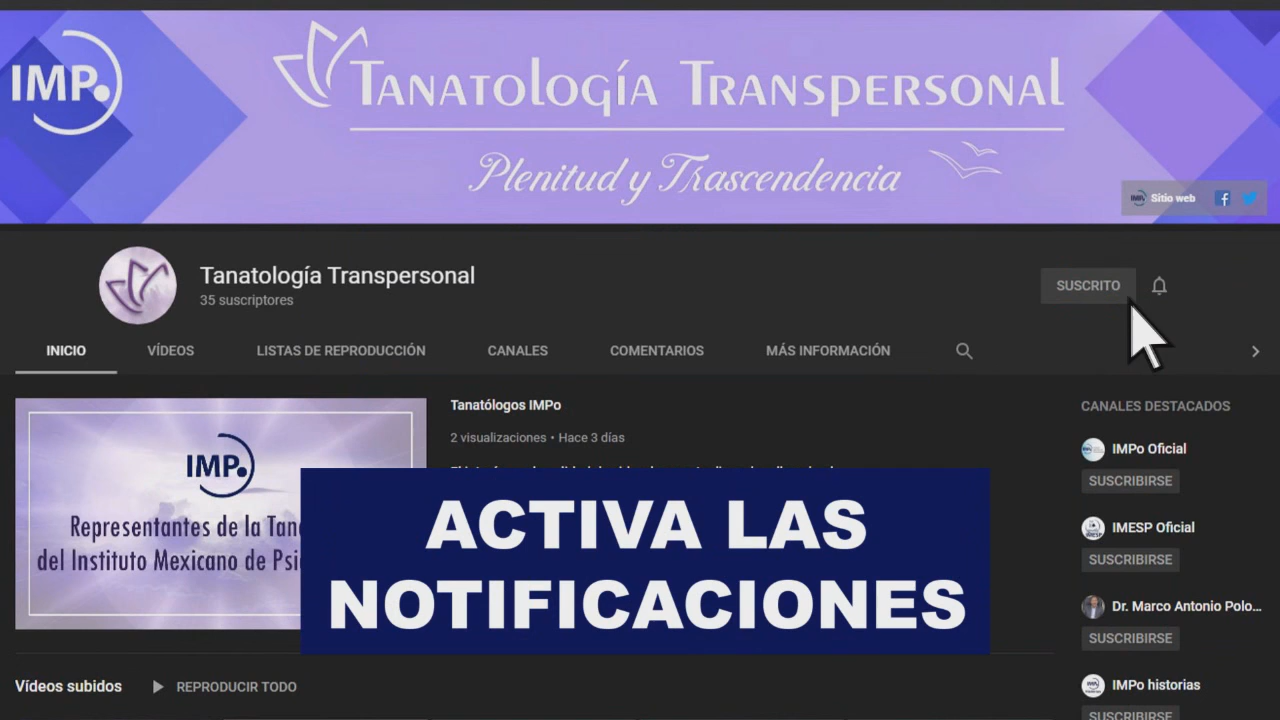 IMP.
Tanatología Transpersonal
Plenitud y Trascendencia
Sitio web
Tanatología Transpersonal
35 suscriptores
SUSCRITO
INICIO
VÍDEOS
LISTAS DE REPRODUCCIÓN
CANALES
COMENTARIOS
MÁS INFORMACIÓN
Tanatólogos IMPo
2 visualizaciones • Hace 3 días
IMP.
Representantes de la Tan
del Instituto Mexicano de Psi
ACTIVA LAS
NOTIFICACIONES
CANALES DESTACADOS
IMPo Oficial
SUSCRIBIRSE
IMESP Oficial
SUSCRIBIRSE
Dr. Marco Antonio Polo...
SUSCRIBIRSE
IMPo historias
SUSCRIBIRSE
Vídeos subidos
REPRODUCIR TODO